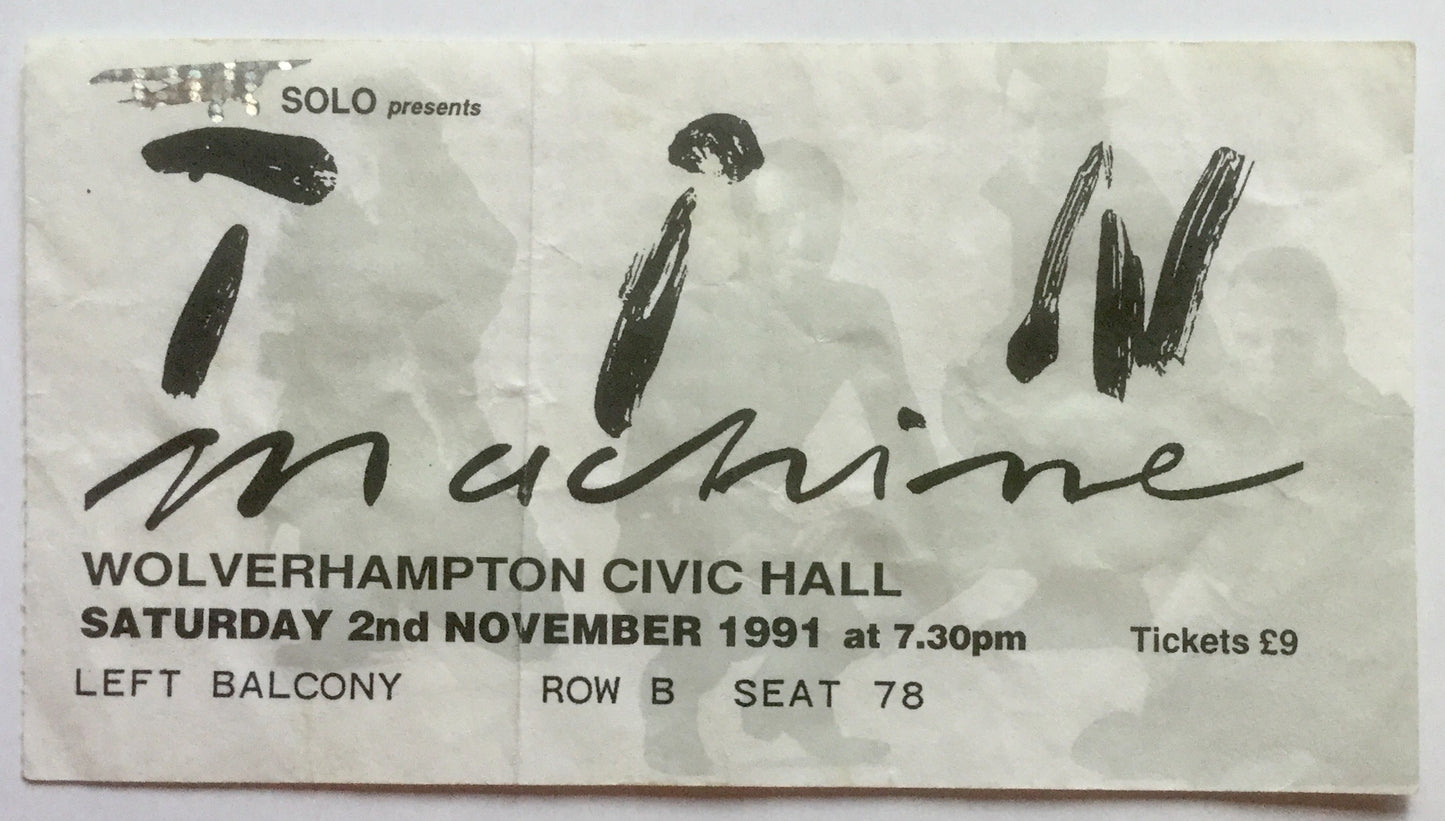 SOLO presents
TiN
machine
WOLVERHAMPTON CIVIC HALL
SATURDAY 2nd NOVEMBER 1991 at 7.30pm Tickets £9
LEFT BALCONY ROW B SEAT 78